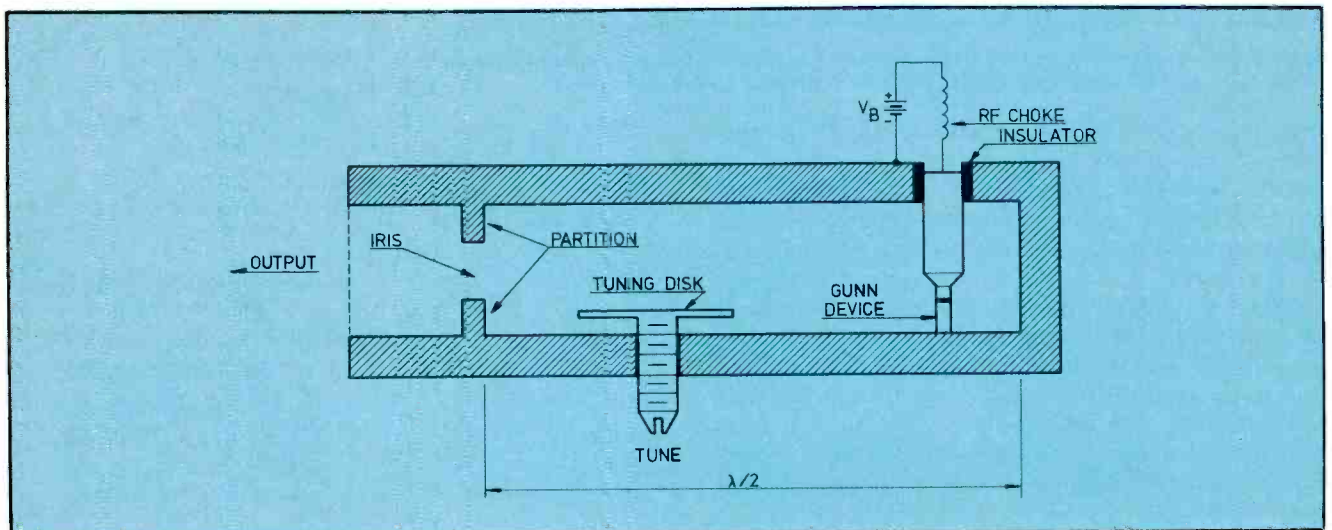 +
V_B
-
RF CHOKE
INSULATOR
IRIS
PARTITION
OUTPUT
TUNING DISK
GUNN
DEVICE
TUNE
λ/2